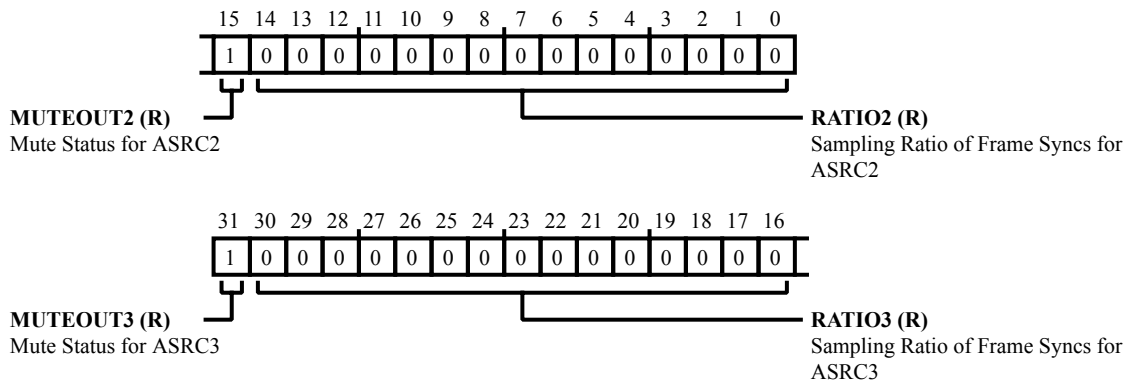 15 14 13 12 11 10 9 8 7 6 5 4 3 2 1 0
1 0 0 0 0 0 0 0 0 0 0 0 0 0 0 0
MUTEOUT2 (R)
Mute Status for ASRC2
RATIO2 (R)
Sampling Ratio of Frame Syncs for
ASRC2
31 30 29 28 27 26 25 24 23 22 21 20 19 18 17 16
1 0 0 0 0 0 0 0 0 0 0 0 0 0 0 0
MUTEOUT3 (R)
Mute Status for ASRC3
RATIO3 (R)
Sampling Ratio of Frame Syncs for
ASRC3